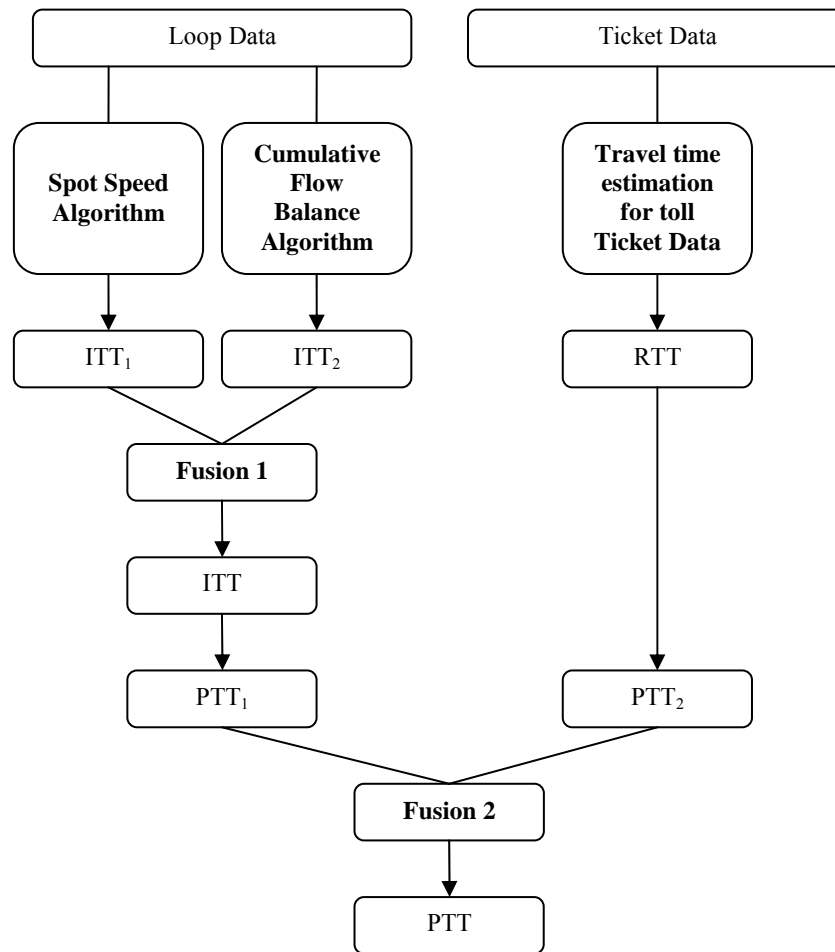 Loop Data
Ticket Data
Spot Speed
Algorithm
Cumulative
Flow
Balance
Algorithm
Travel time
estimation
for toll
Ticket Data
ITT₁
ITT₂
RTT
Fusion 1
ITT
PTT₁
PTT₂
Fusion 2
PTT